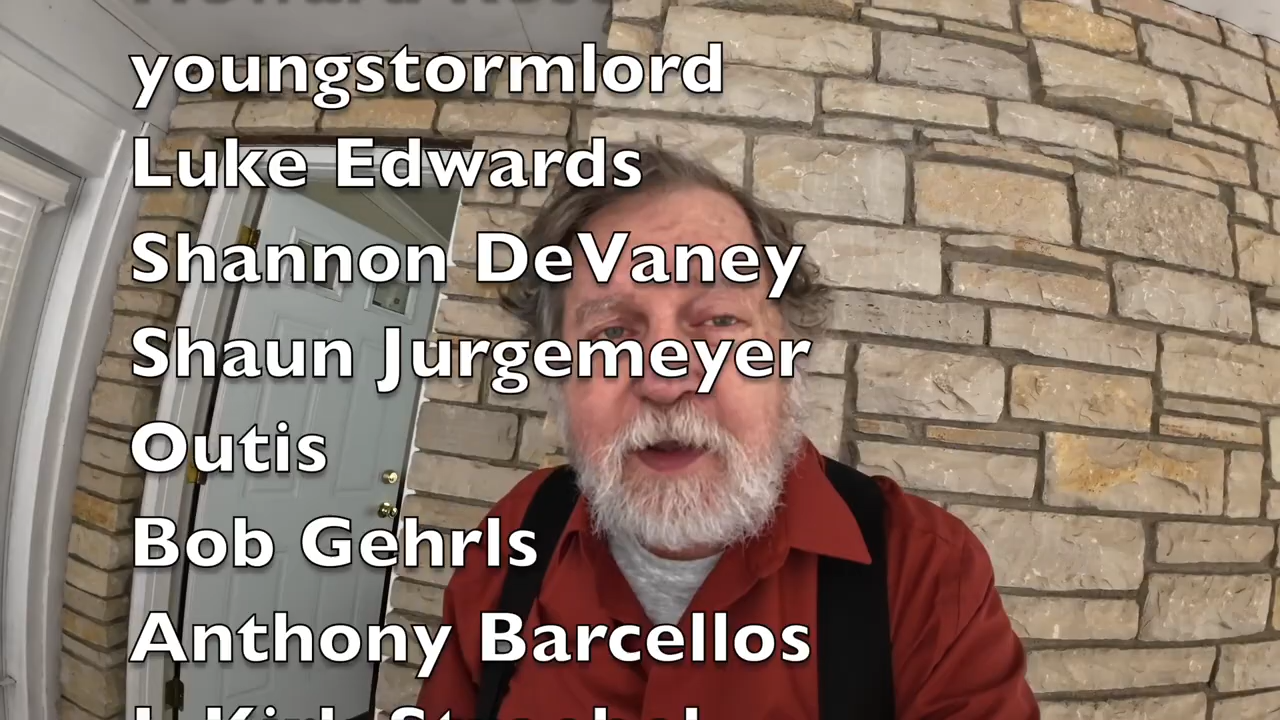 youngstormlord
Luke Edwards
Shannon DeVaney
Shaun Jurgemeyer
Outis
Bob Gehrls
Anthony Barcellos